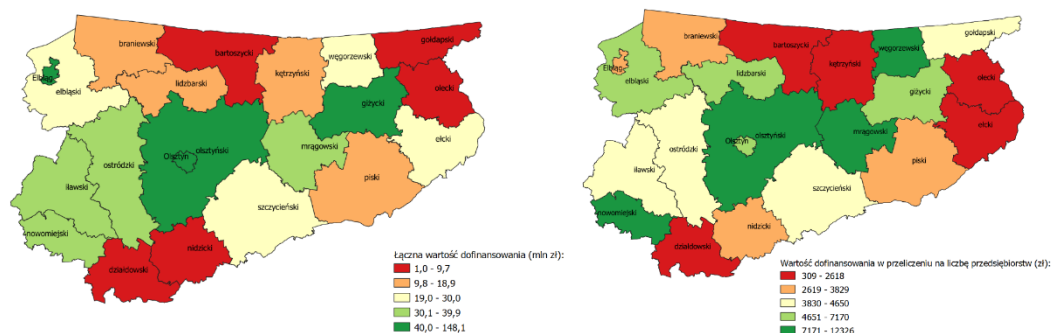 braniewski
bartoszycki
gołdapski
węgorzewski
kętrzyński
lidzbarski
Elbląg
elbląski
olecki
giżycki
ełcki
mrągowski
olsztyński
Olsztyn
ostródzki
piski
iławski
szczycieński
nowomiejski
nidzicki
działdowski
Łączna wartość dofinansowania (mln zł):
1,0 - 9,7
9,8 - 18,9
19,0 - 30,0
30,1 - 39,9
40,0 - 148,1
gołdapski
braniewski
bartoszycki
węgorzewski
kętrzyński
Elbląg
lidzbarski
olecki
elbląski
giżycki
ełcki
olsztyński
mrągowski
Olsztyn
ostródzki
piski
iławski
szczycieński
nowomiejski
nidzicki
działdowski
Wartość dofinansowania w przeliczeniu na liczbę przedsiębiorstw (zł):
309 - 2618
2619 - 3829
3830 - 4650
4651 - 7170
7171 - 12326